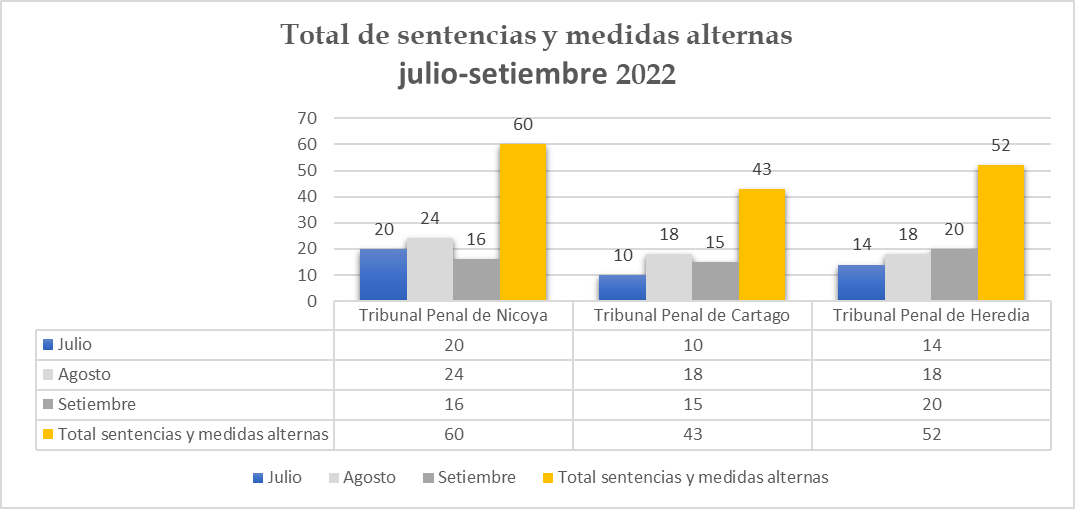 Total de sentencias y medidas alternas
julio-setiembre 2022
70
60
50
40
30
20
10
0
20
24
16
60
10
18
15
43
14
18
20
52
Tribunal Penal de Nicoya Tribunal Penal de Cartago Tribunal Penal de Heredia
Julio 20 10 14
Agosto 24 18 18
Setiembre 16 15 20
Total sentencias y medidas alternas 60 43 52
Julio Agosto Setiembre Total sentencias y medidas alternas